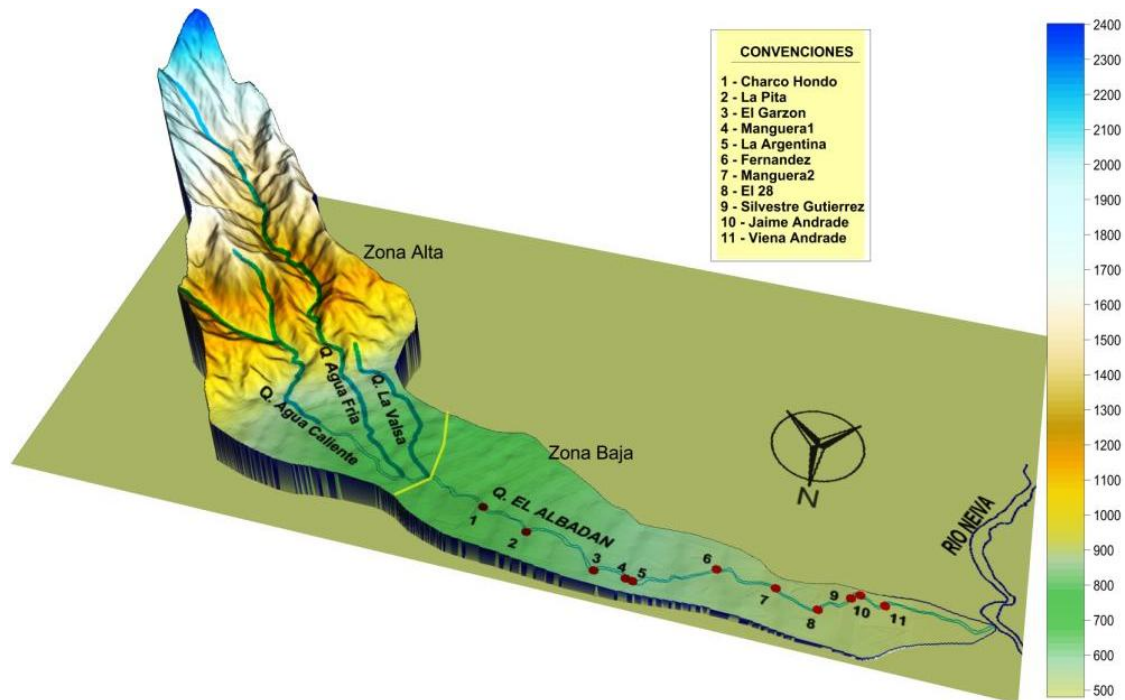 CONVENCIONES
1 - Charco Hondo
2 - La Pita
3 - El Garzon
4 - Manguera1
5 - La Argentina
6 - Fernandez
7 - Manguera2
8 - El 28
9 - Silvestre Gutierrez
10 - Jaime Andrade
11 - Viena Andrade
2400
2300
2200
2100
2000
1900
1800
1700
1600
1500
1400
1300
1200
1100
1000
900
800
700
600
500
Zona Alta
Q. Agua Caliente
Q Agua Fria
Q. La Valsa
Zona Baja
Q. EL ALBADAN
N
RIO NEIVA
1
2
3
4
5
6
7
8
9
10
11